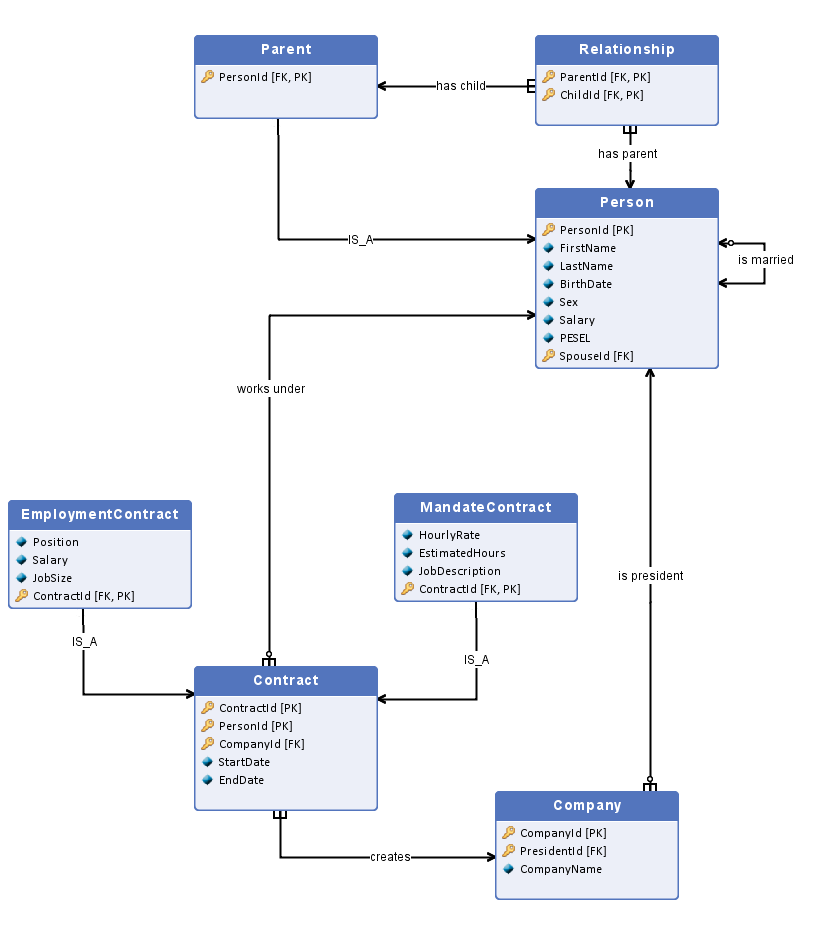 Parent
PersonId [FK, PK]
Relationship
ParentId [FK, PK]
ChildId [FK, PK]
has child
has parent
Person
PersonId [PK]
FirstName
LastName
BirthDate
Sex
Salary
PESEL
SpouseId [FK]
IS_A
is married
works under
EmploymentContract
Position
Salary
JobSize
ContractId [FK, PK]
MandateContract
HourlyRate
EstimatedHours
JobDescription
ContractId [FK, PK]
is president
IS_A
IS_A
Contract
ContractId [PK]
PersonId [PK]
CompanyId [FK]
StartDate
EndDate
Company
CompanyId [PK]
PresidentId [FK]
CompanyName
creates